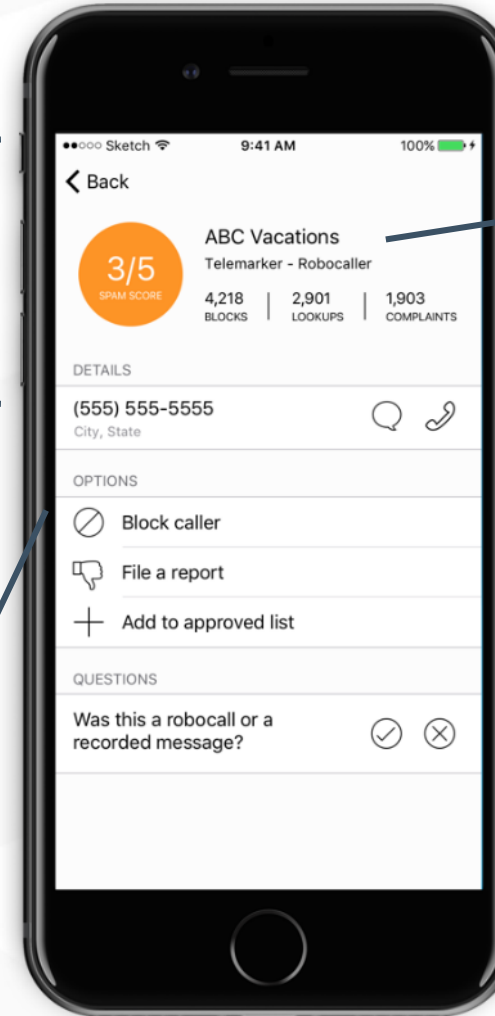 Sketch 9:41 AM 100%
Back
3/5
SPAM SCORE
ABC Vacations
Telemarker - Robocaller
4,218 | 2,901 | 1,903
BLOCKS LOOKUPS COMPLAINTS
DETAILS
(555) 555-5555
City, State
OPTIONS
Block caller
File a report
Add to approved list
QUESTIONS
Was this a robocall or a
recorded message?